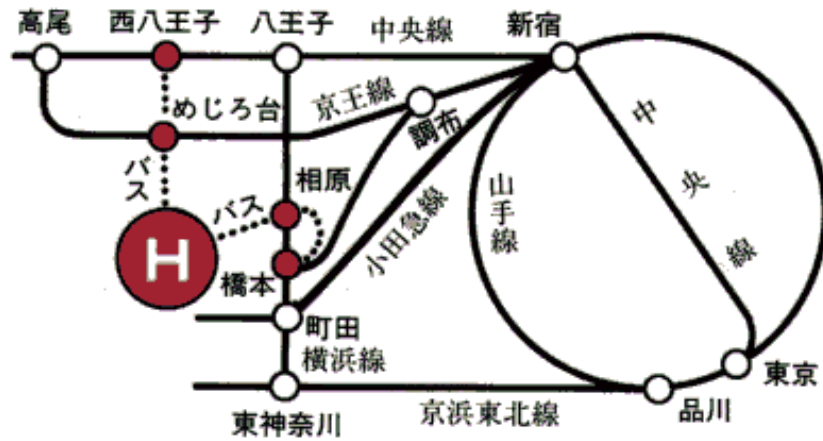 高尾
西八王子
八王子
中央線
新宿
めじろ台
京王線
調布
中央線
バス
相原
バス
山手線
小田急線
H
橋本
町田
横浜線
東京
品川
東神奈川
京浜東北線